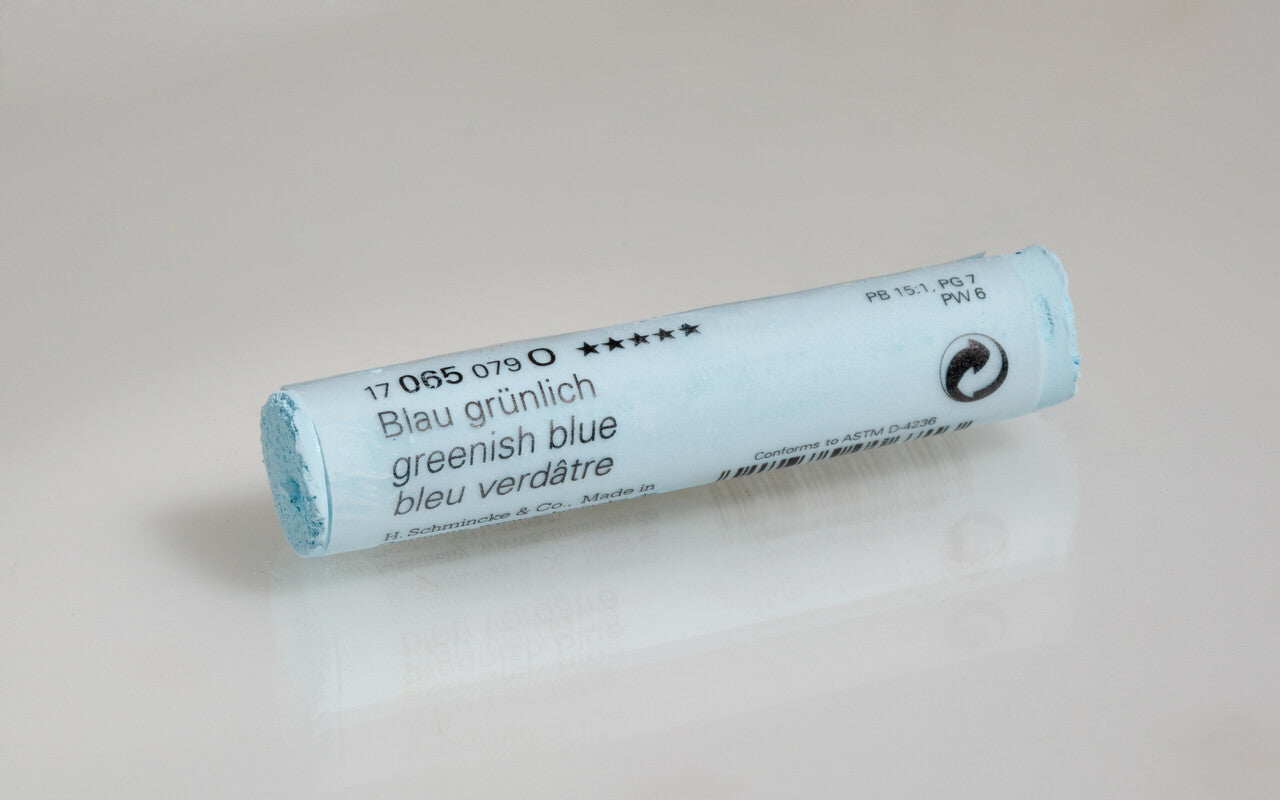 17 065 079 O ★★★★★
Blau grünlich
greenish blue
bleu verdâtre
H. Schmincke & Co., Made in
PB 15:1, PG 7
PW 6
Conforms to ASTM D-4236